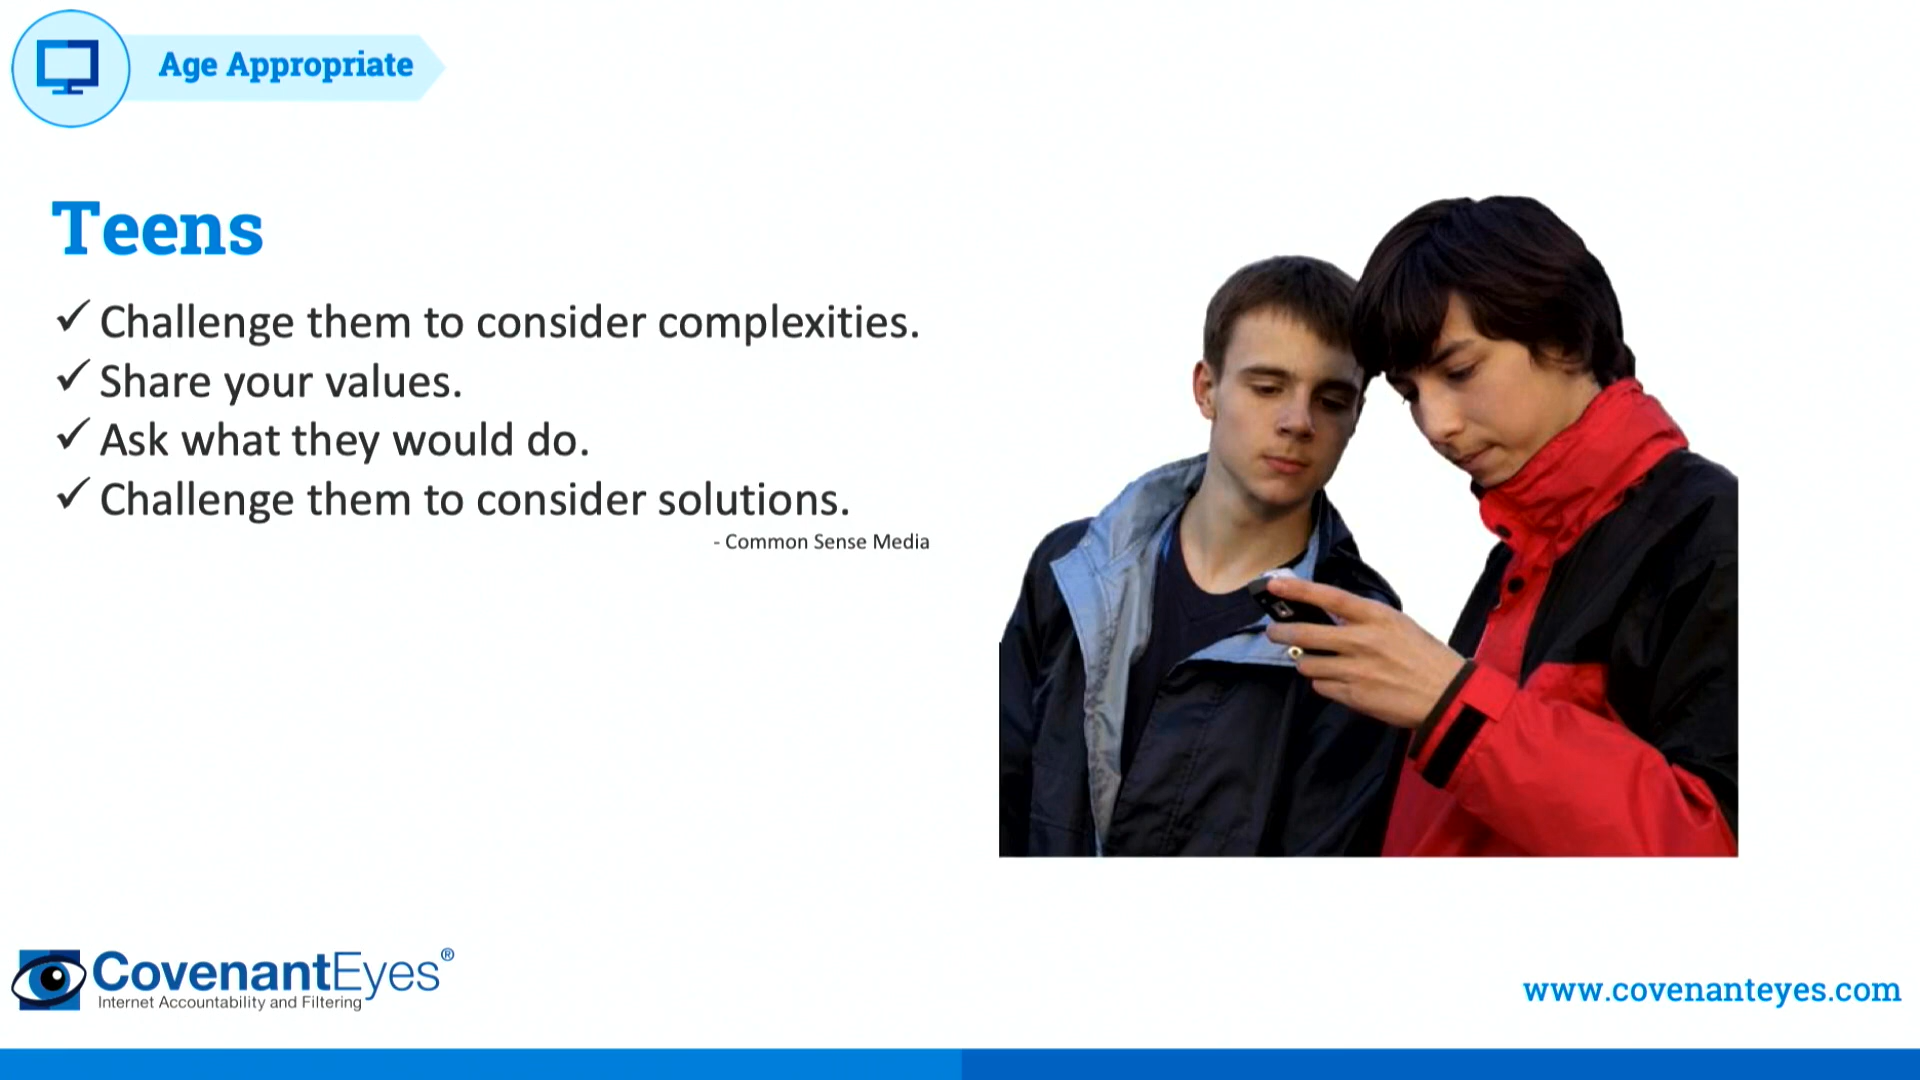 Age Appropriate
Teens
✓ Challenge them to consider complexities.
✓ Share your values.
✓ Ask what they would do.
✓ Challenge them to consider solutions.
- Common Sense Media
CovenantEyes®
Internet Accountability and Filtering
www.covenanteyes.com